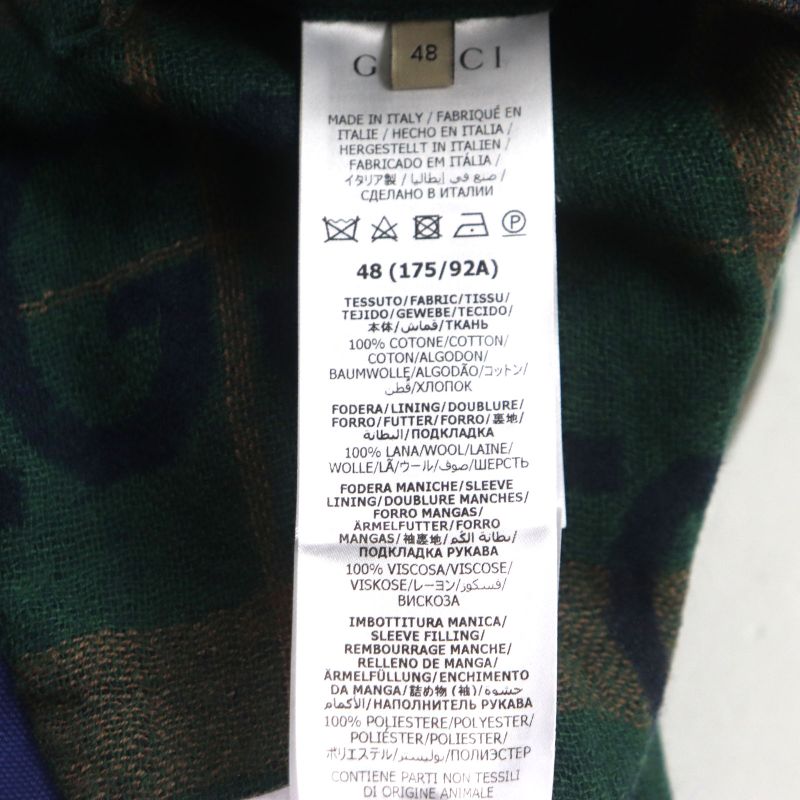 G CI
48
MADE IN ITALY / FABRIQUÉ EN
ITALIE / HECHO EN ITALIA /
HERGESTELLT IN ITALIEN /
FABRICADO EM ITÁLIA /
イタリア製 / صنع في إيطاليا /
СДЕЛАНО В ИТАЛИИ
P
48 (175/92A)
TESSUTO/FABRIC/TISSU/
TEJIDO/GEWEBE/TECIDO/
本体/قماش/ТКАНЬ
100% COTONE/COTTON/
COTON/ALGODON/
BAUMWOLLE/ALGODÃO/コットン/
قطن/ХЛОПОК
FODERA/LINING/DOUBLURE/
FORRO/FUTTER/FORRO/裏地/
البطانة/ПОДКЛАДКА
100% LANA/WOOL/LAINE/
WOLLE/LÃ/ウール/صوف/ШЕРСТЬ
FODERA MANICHE/SLEEVE
LINING/DOUBLURE MANCHES/
FORRO MANGAS/
ÄRMELFUTTER/FORRO
MANGAS/袖裏地/بطانة الكم/
ПОДКЛАДКА РУКАВА
100% VISCOSA/VISCOSE/
VISKOSE/レーヨン/فسكوز/
ВИСКОЗА
IMBOTTITURA MANICA/
SLEEVE FILLING/
REMBOURRAGE MANCHE/
RELLENO DE MANGA/
ÄRMELFÜLLUNG/ENCHIMENTO
DA MANGA/詰め物 (袖)/حشوة
الأكمام/НАПОЛНИТЕЛЬ РУКАВА
100% POLIESTERE/POLYESTER/
POLIÉSTER/POLIESTER/
ポリエステル/بوليستر/ПОЛИЭСТЕР
CONTIENE PARTI NON TESSILI
DI ORIGINE ANIMALE